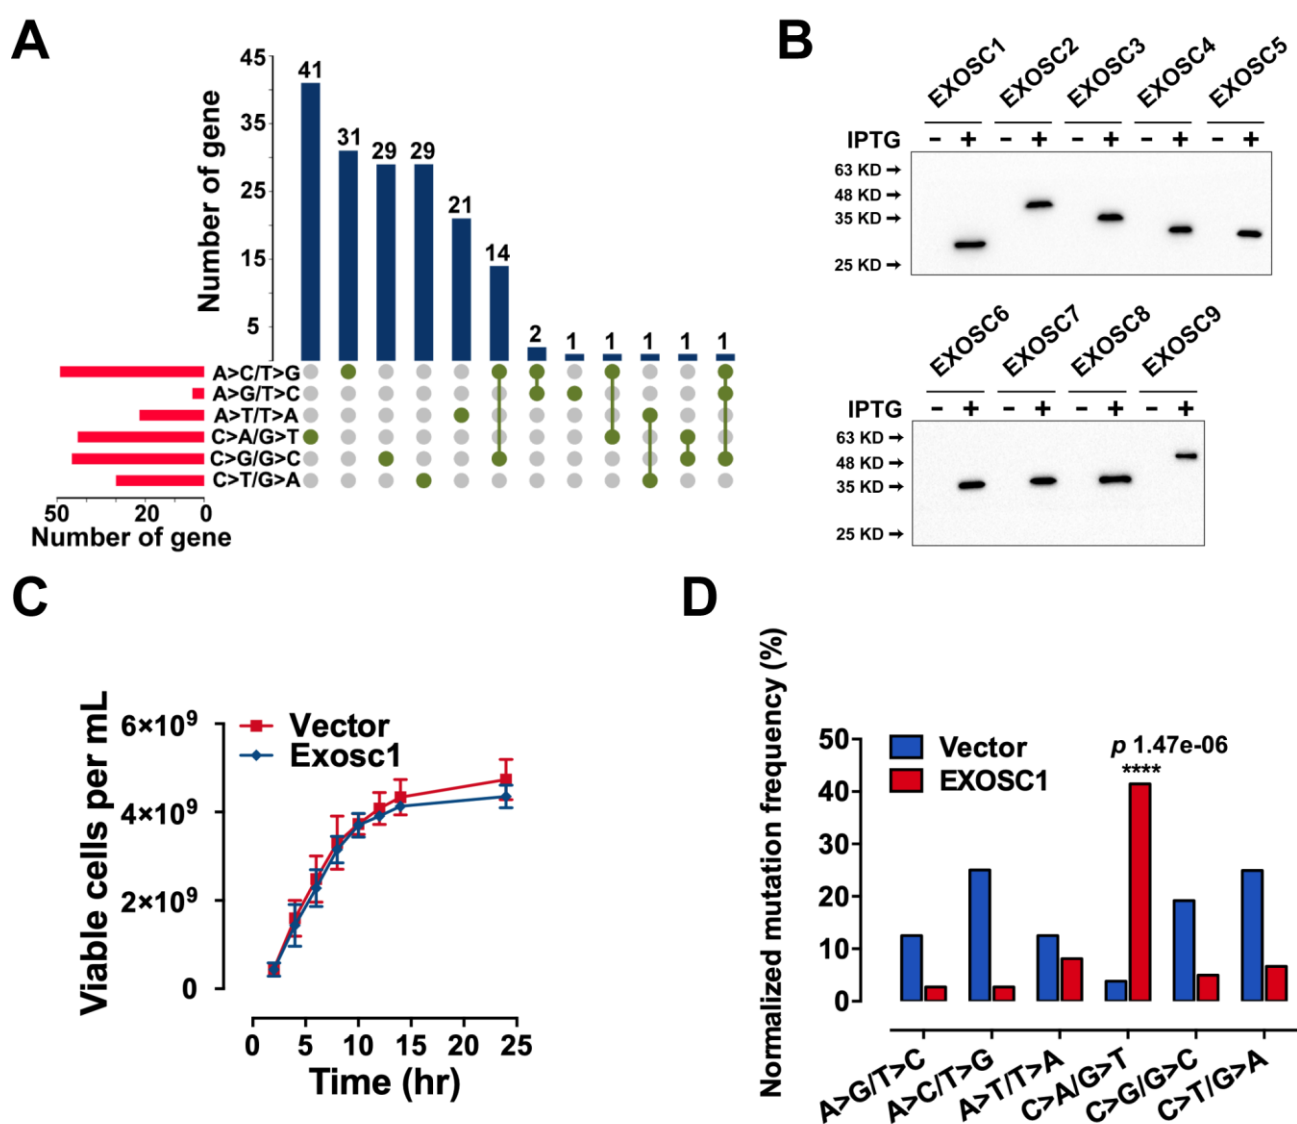 A
Number of gene
45
35
25
15
5
41
31
29
29
21
14
2
1
1
1
1
1
A>C/T>G
A>G/T>C
A>T/T>A
C>A/G>T
C>G/G>C
C>T/G>A
50 20 0
Number of gene
B
EXOSC1 EXOSC2 EXOSC3 EXOSC4 EXOSC5
IPTG - + - + - + - + - +
63 KD →
48 KD →
35 KD →
25 KD →
EXOSC6 EXOSC7 EXOSC8 EXOSC9
IPTG - + - + - + - +
63 KD →
48 KD →
35 KD →
25 KD →
C
Viable cells per mL
6×10⁹
4×10⁹
2×10⁹
0
Vector
Exosc1
0 5 10 15 20 25
Time (hr)
D
Normalized mutation frequency (%)
50
40
30
20
10
0
Vector
EXOSC1
p 1.47e-06
****
A>G/T>C
A>C/T>G
A>T/T>A
C>A/G>T
C>G/G>C
C>T/G>A